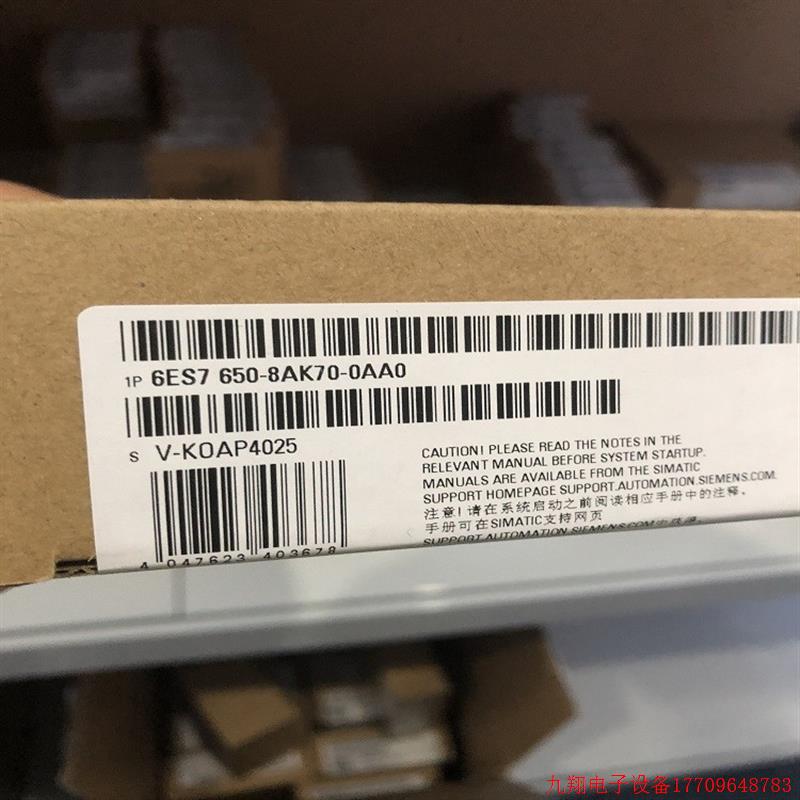 1P 6ES7 650-8AK70-0AA0
S V-K0AP4025
CAUTION! PLEASE READ THE NOTES IN THE
RELEVANT MANUAL BEFORE SYSTEM STARTUP.
MANUALS ARE AVAILABLE FROM THE SIMATIC
SUPPORT HOMEPAGE SUPPORT.AUTOMATION.SIEMENS.COM.
注意!请在系统启动之前阅读相应手册中的注释。
手册可在SIMATIC支持网页
SUPPORT.AUTOMATION.SIEMENS.COM
4 047623 403678
九翔电子设备17709648783